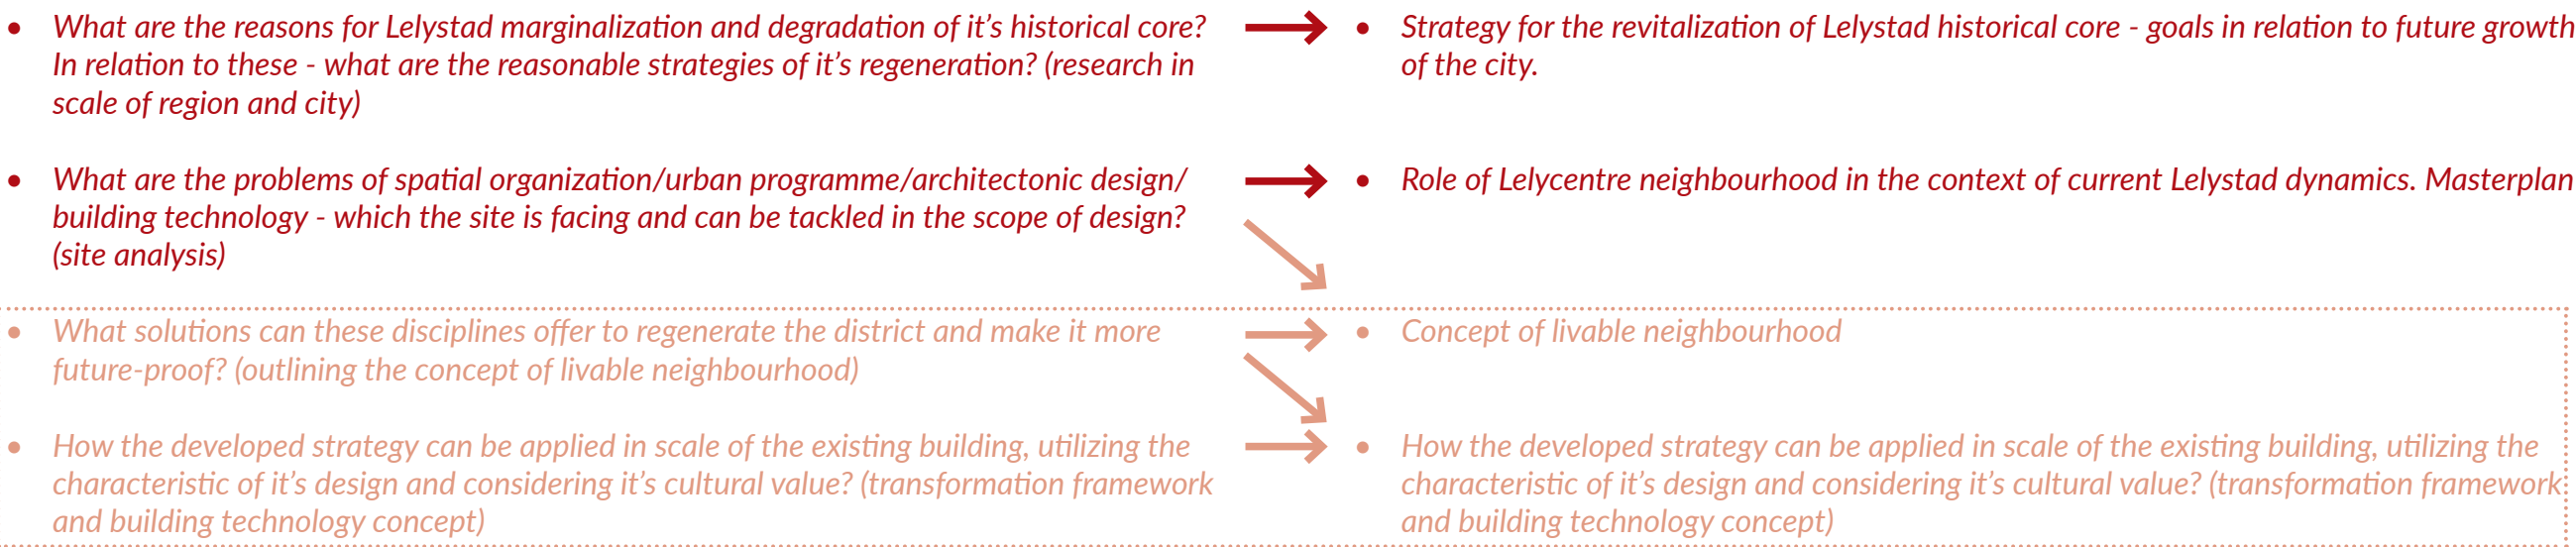 • What are the reasons for Lelystad marginalization and degradation of it's historical core?
In relation to these - what are the reasonable strategies of it's regeneration? (research in
scale of region and city)
• Strategy for the revitalization of Lelystad historical core - goals in relation to future growth
of the city.
• What are the problems of spatial organization/urban programme/architectonic design/
building technology - which the site is facing and can be tackled in the scope of design?
(site analysis)
• Role of Lelycentre neighbourhood in the context of current Lelystad dynamics. Masterplan
• What solutions can these disciplines offer to regenerate the district and make it more
future-proof? (outlining the concept of livable neighbourhood)
• Concept of livable neighbourhood
• How the developed strategy can be applied in scale of the existing building, utilizing the
characteristic of it's design and considering it's cultural value? (transformation framework
and building technology concept)
• How the developed strategy can be applied in scale of the existing building, utilizing the
characteristic of it's design and considering it's cultural value? (transformation framework
and building technology concept)